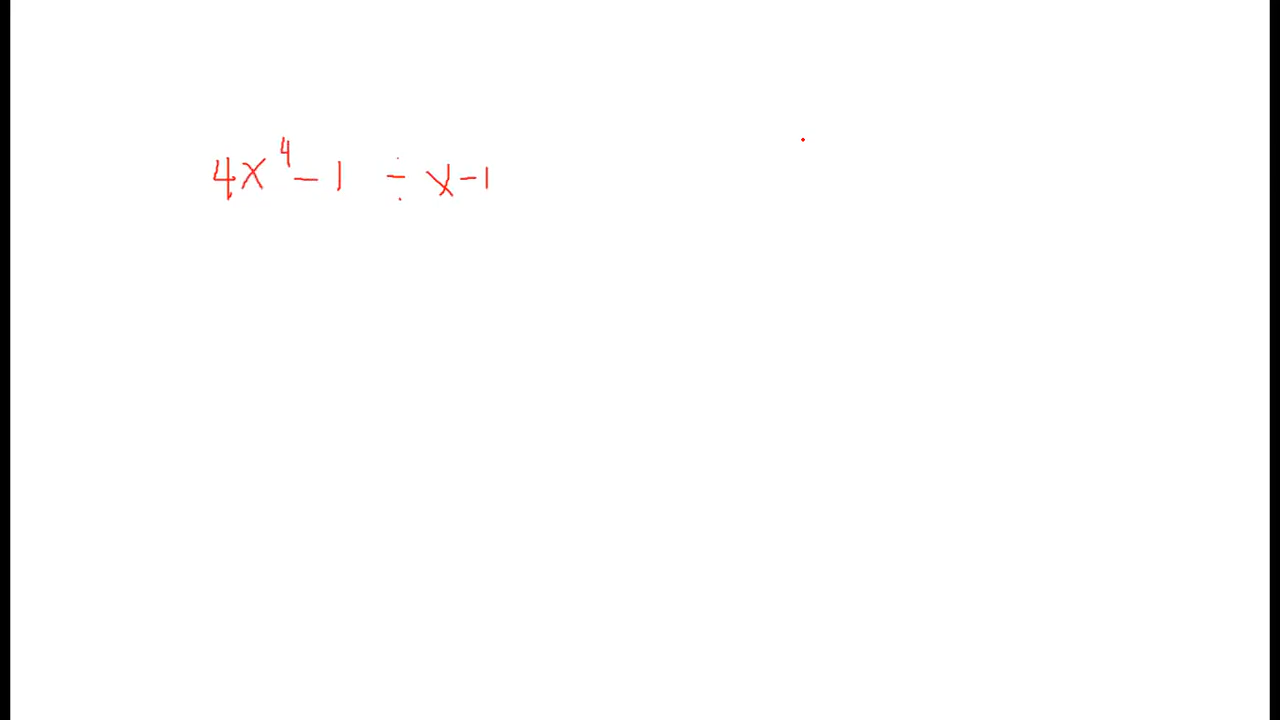 4x⁴ - 1 ÷ x - 1